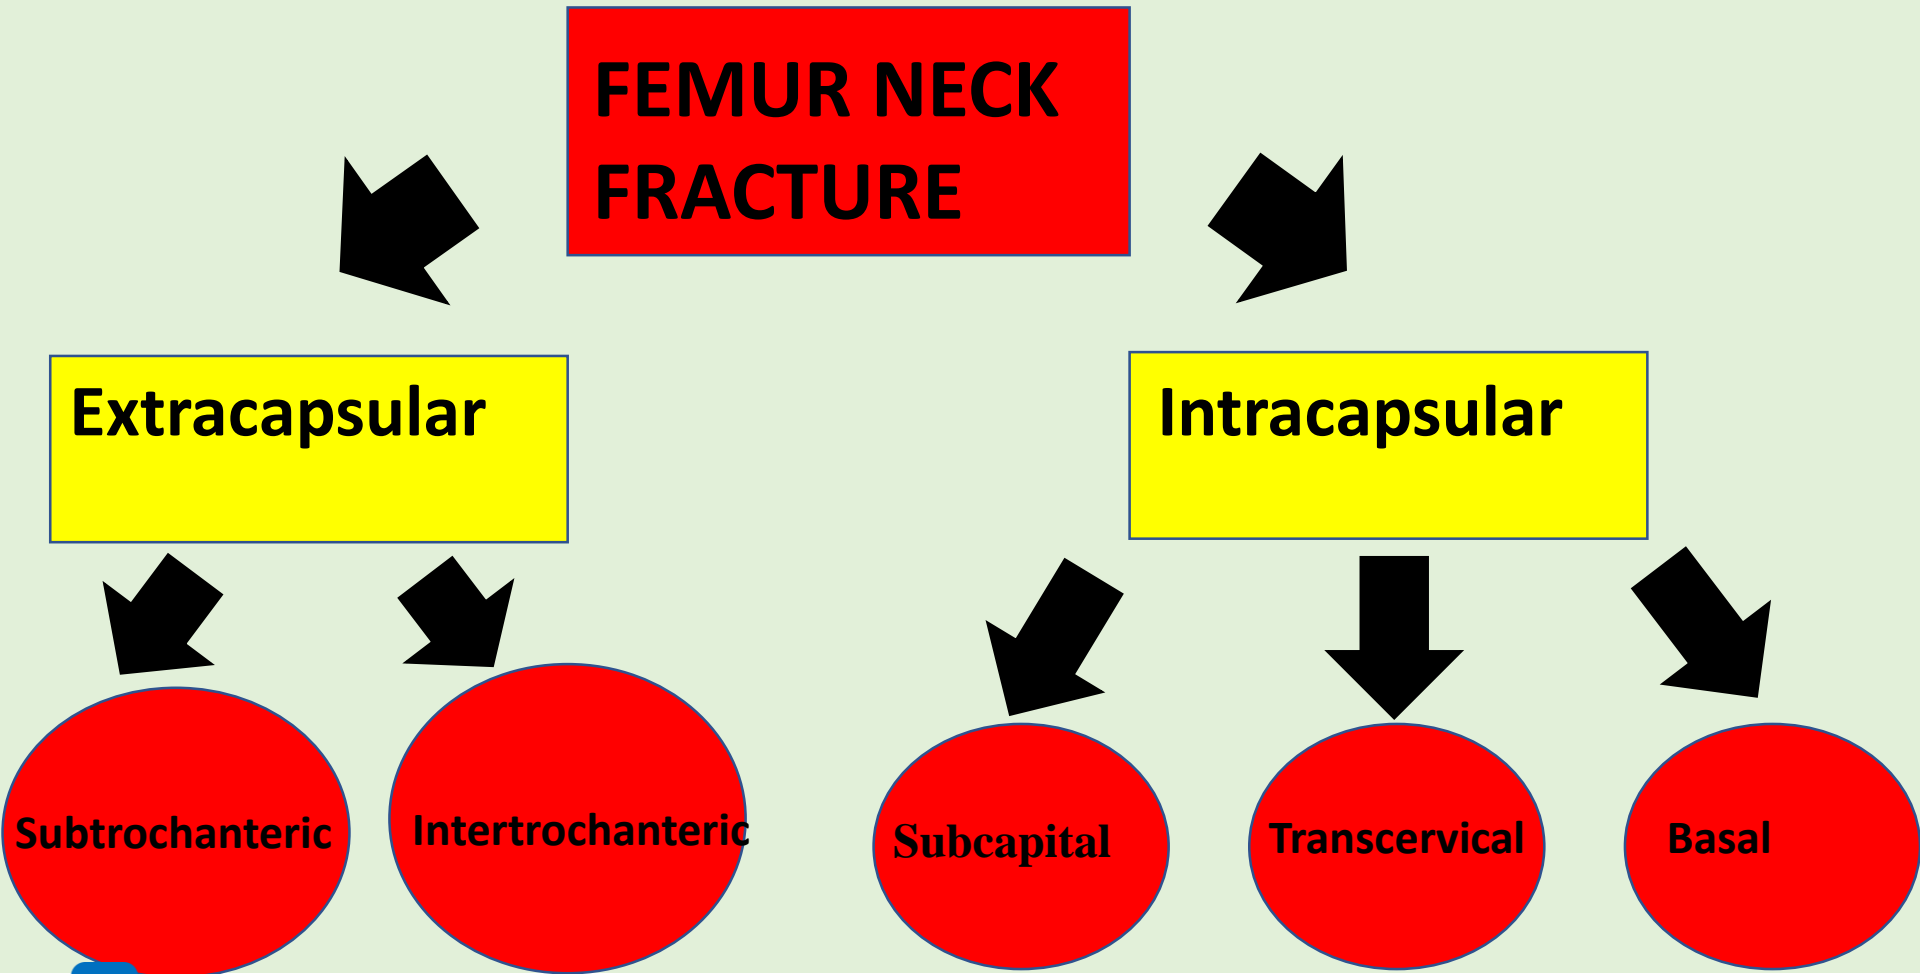 FEMUR NECK
FRACTURE
Extracapsular
Intracapsular
Subtrochanteric
Intertrochanteric
Subcapital
Transcervical
Basal